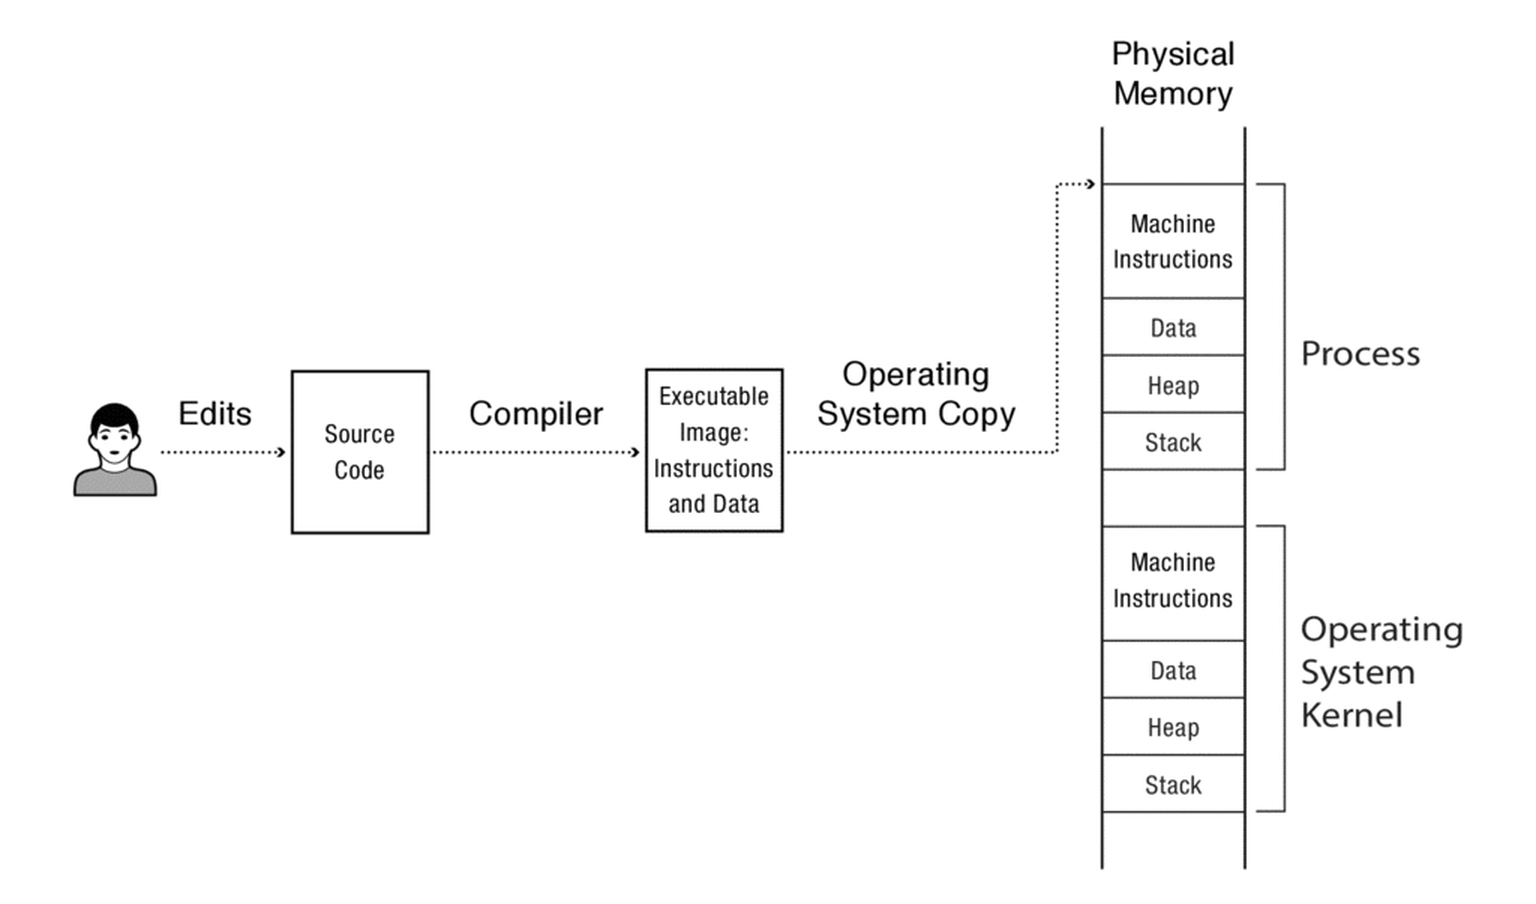 Physical
Memory
Machine
Instructions
Data
Heap
Stack
Process
Edits
Source
Code
Compiler
Executable
Image:
Instructions
and Data
Operating
System Copy
Machine
Instructions
Data
Heap
Stack
Operating
System
Kernel